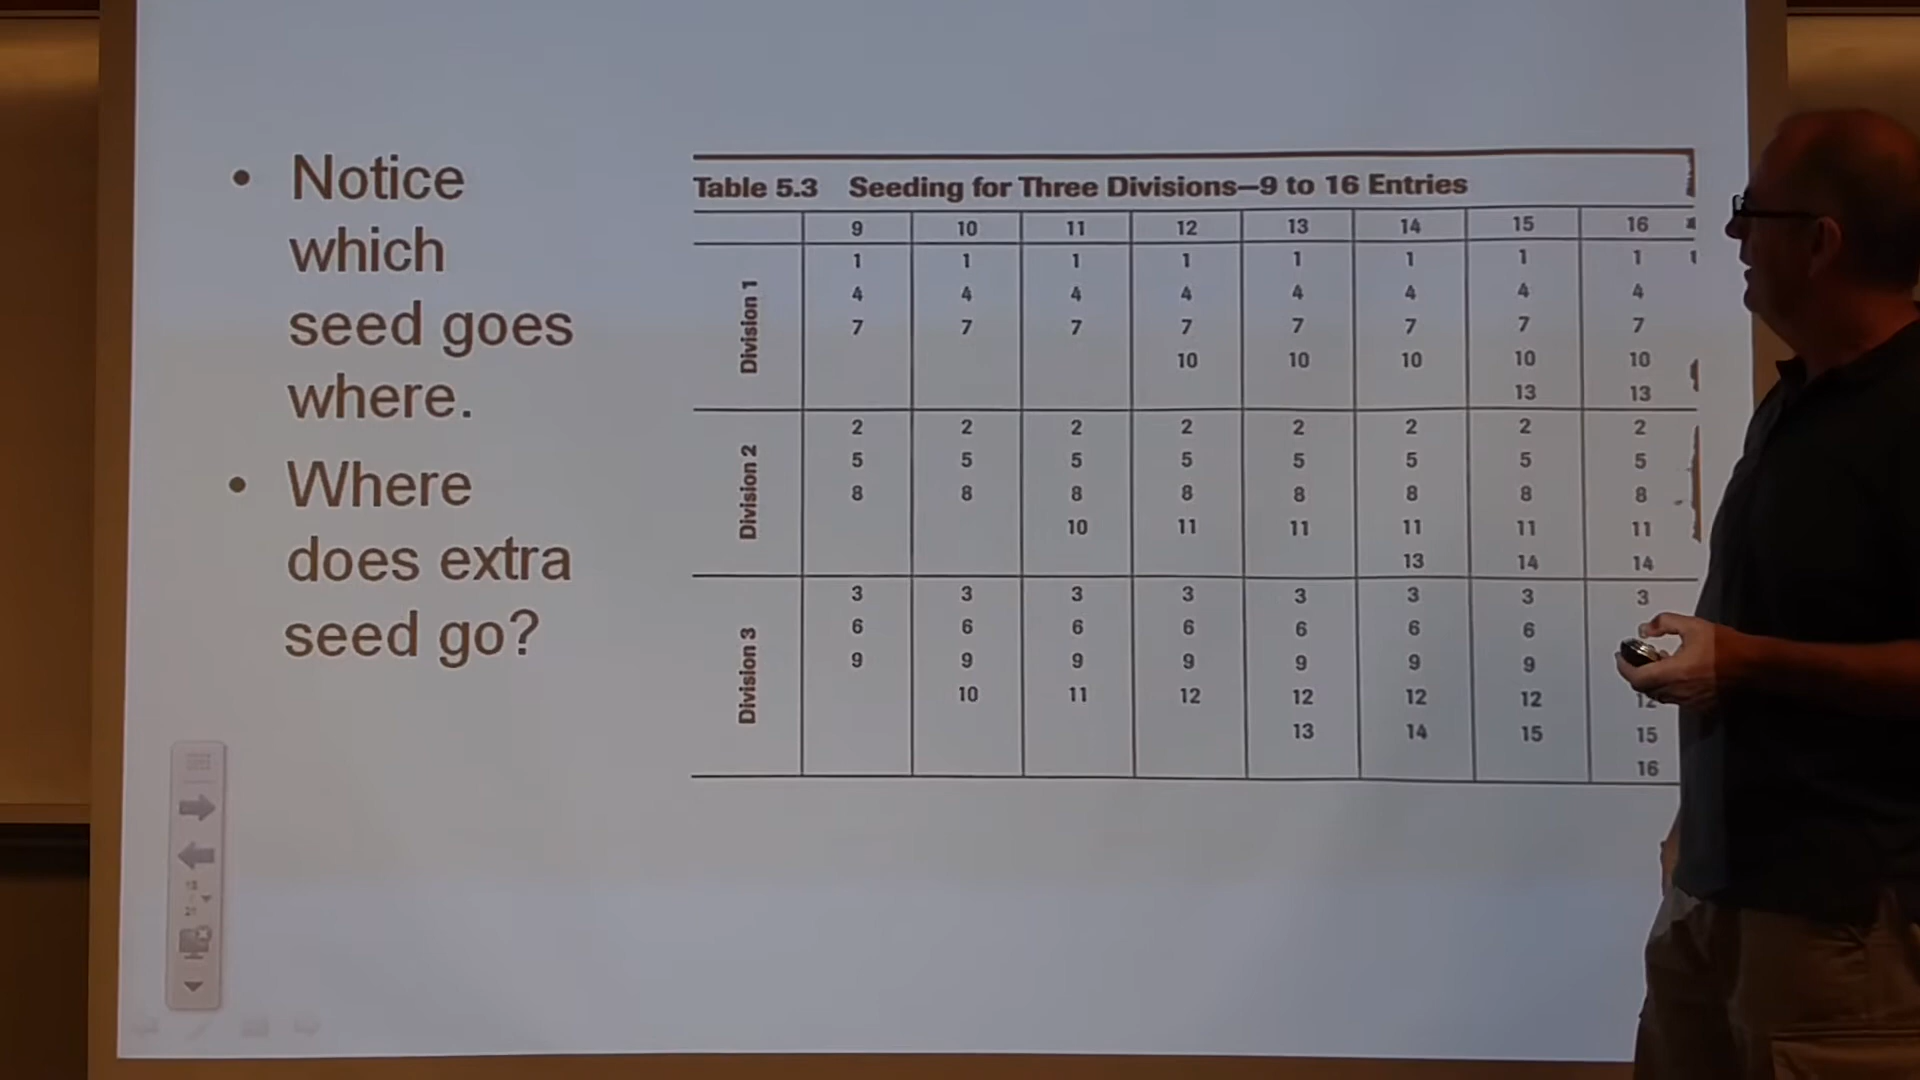 • Notice
which
seed goes
where.
• Where
does extra
seed go?
Table 5.3 Seeding for Three Divisions—9 to 16 Entries
9 10 11 12 13 14 15 16
Division 1
1 1 1 1 1 1 1 1
4 4 4 4 4 4 4 4
7 7 7 7 7 7 7 7
10 10 10 10 10
13 13
Division 2
2 2 2 2 2 2 2 2
5 5 5 5 5 5 5 5
8 8 8 8 8 8 8 8
10 11 11 11 11 11
13 14 14
Division 3
3 3 3 3 3 3 3 3
6 6 6 6 6 6 6
9 9 9 9 9 9 9
10 11 12 12 12 12 12
13 14 15 15
16